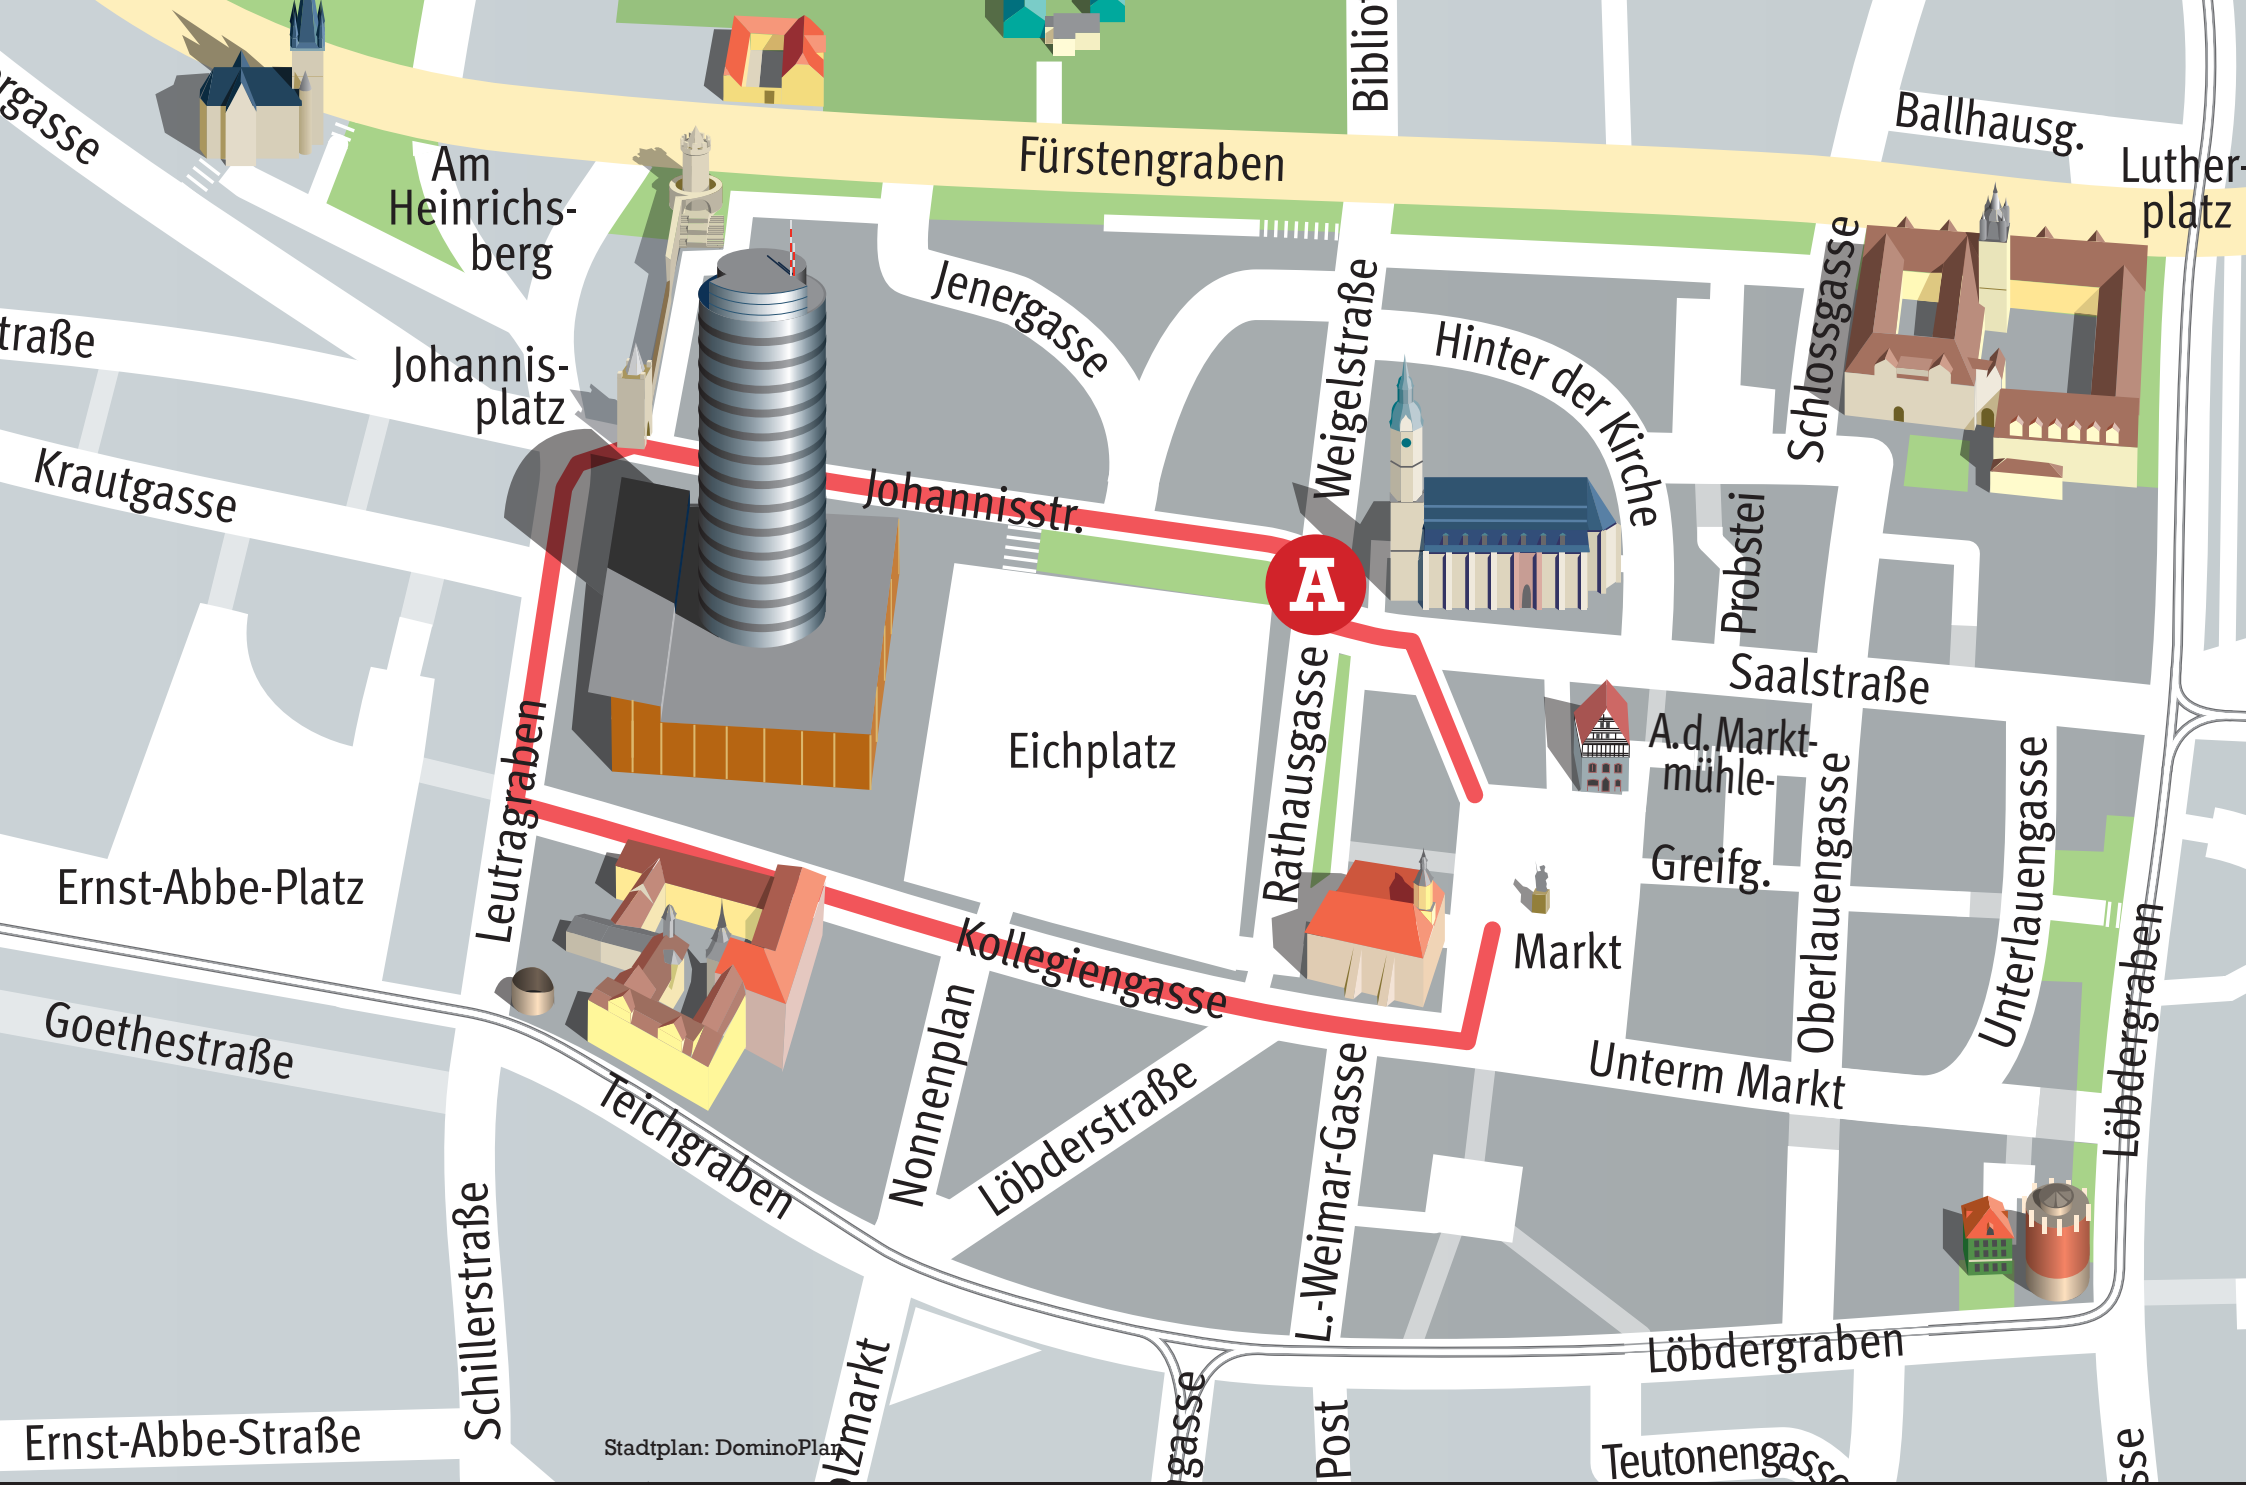 Biblio
Ballhausg.
Luther-
platz
rgasse
Am
Heinrichs-
berg
Fürstengraben
Schlossgasse
Jenergasse
Weigelstraße
Hinter der Kirche
traße
Johannis-
platz
Krautgasse
Johannisstr.
A
Probstei
Saalstraße
A.d. Markt-
mühle-
Eichplatz
Rathausgasse
Leutragraben
Oberlauengasse
Unterlauengasse
Greifg.
Ernst-Abbe-Platz
Kollegiengasse
Markt
Löbdergraben
Goethestraße
Nonnenplan
Löbderstraße
Unterm Markt
Teichgraben
L.-Weimar-Gasse
Schillerstraße
Löbdergraben
Ernst-Abbe-Straße
Stadtplan: DominoPlan
olzmarkt
gasse
Post
Teutonengasse
sse